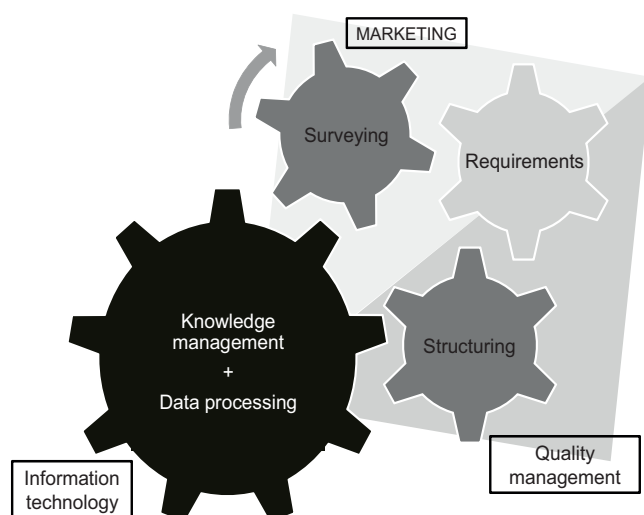 MARKETING
Surveying
Requirements
Knowledge
management
+
Data processing
Structuring
Information
technology
Quality
management